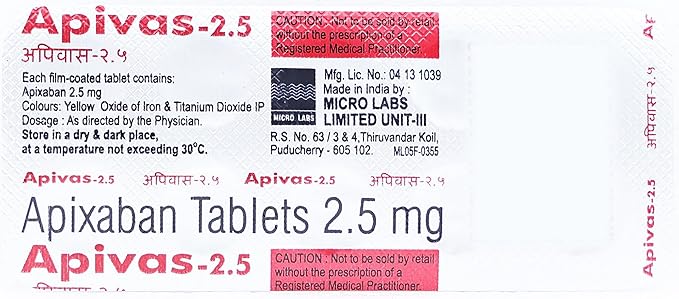 Apivas-2.5
अपिवास-२.५
Each film-coated tablet contains:
Apixaban 2.5 mg
Colours: Yellow Oxide of Iron & Titanium Dioxide IP
Dosage : As directed by the Physician.
Store in a dry & dark place,
at a temperature not exceeding 30°C.
CAUTION : Not to be sold by retail
without the prescription of a
Registered Medical Practitioner.
MICRO LABS
Mfg. Lic. No.: 04 13 1039
Made in India by :
MICRO LABS
LIMITED UNIT-III
R.S. No. 63 / 3 & 4,Thiruvandar Koil,
Puducherry - 605 102. ML05F-0355
Apivas-2.5 अपिवास-२.५ Apivas-2.5 अपिवास-२.५
Apixaban Tablets 2.5 mg
Apivas-2.5
CAUTION : Not to be sold by retail
without the prescription of a
Registered Medical Practitioner.
Apivas-2.5 अपिवास-२.५